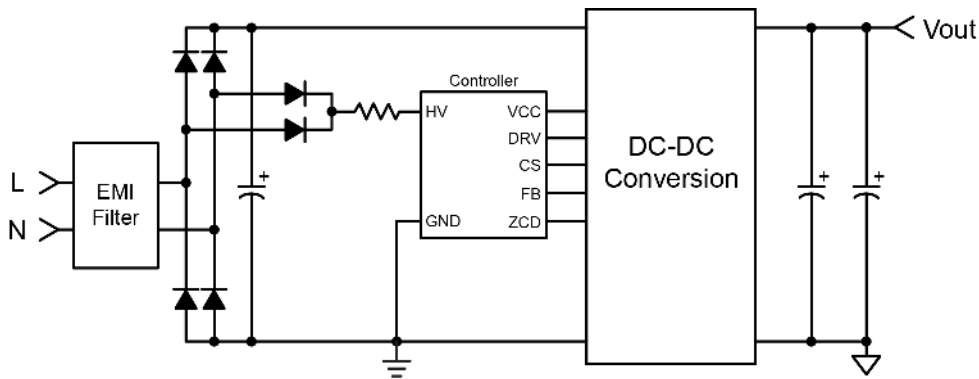 Vout
Controller
HV
VCC
DRV
CS
FB
ZCD
GND
DC-DC
Conversion
L
N
EMI
Filter
+
+
+